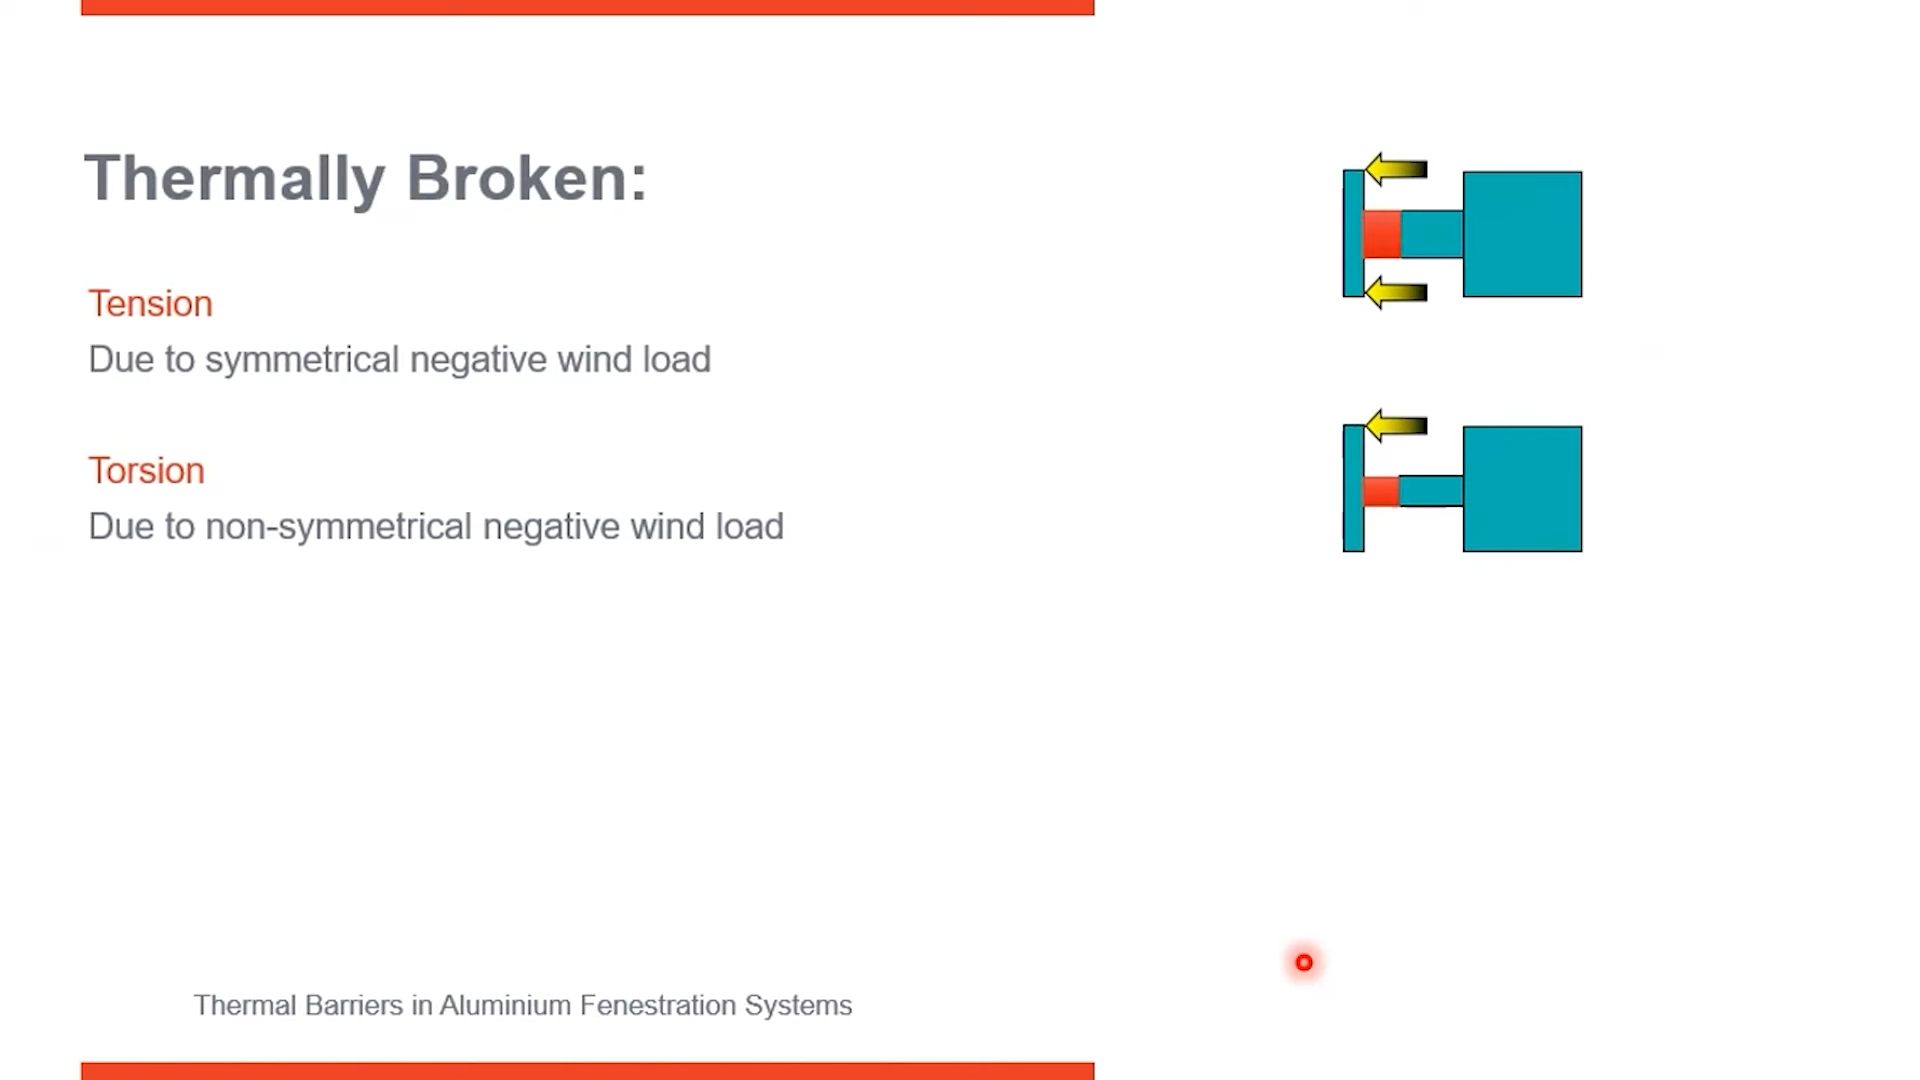 Thermally Broken:
Tension
Due to symmetrical negative wind load
Torsion
Due to non-symmetrical negative wind load
Thermal Barriers in Aluminium Fenestration Systems